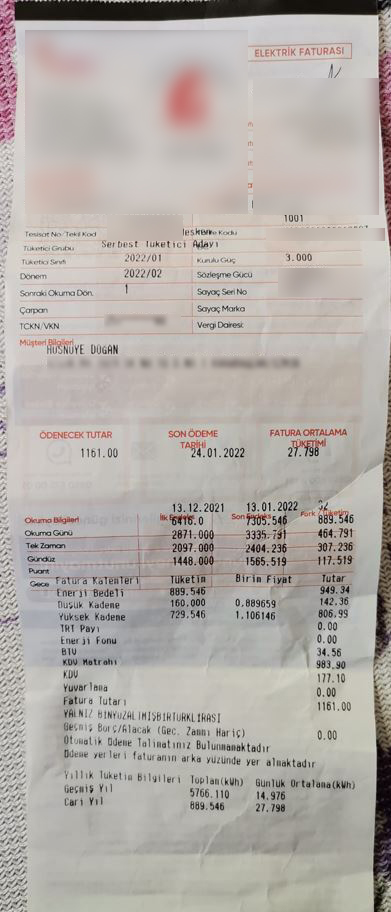 ELEKTRİK FATURASI
1001
Tesisat No/Tekil Kod
Tüketici Grubu Serbest Tüketici Adayı
Tüketici Sınıfı 2022/01 Kurulu Güç 3.000
Dönem 2022/02 Sözleşme Gücü
Sonraki Okuma Dön. 1 Sayaç Seri No
Çarpan Sayaç Marka
TCKN/VKN Vergi Dairesi:
Müşteri Bilgileri
HUSNUYE DOGAN
ÖDENECEK TUTAR SON ÖDEME TARİHİ FATURA ORTALAMA TÜKETİMİ
1161.00 24.01.2022 27.798
13.12.2021 13.01.2022
Okuma Bilgileri İlk Endeks Son Endeks Fark / Tüketim
6416.0 7305.546 889.546
Okuma Günü 2871.000 3335.791 464.791
Tek Zaman 2097.000 2404.236 307.236
Gündüz 1448.000 1565.519 117.519
Puant
Gece Fatura Kalemleri Tüketim Birim Fiyat Tutar
Enerji Bedeli 889.546 949.34
Düşük Kademe 160.000 0.889659 142.36
Yüksek Kademe 729.546 1.106146 806.99
TRT Payı 0.00
Enerji Fonu 0.00
BTV 34.56
KDV Matrahı 983.90
KDV 177.10
Yuvarlama 0.00
Fatura Tutarı 1161.00
YALNIZ BİNYÜZALTMIŞBİRTÜRKLİRASI
Geçmiş Borç/Alacak (Gec. Zammı Hariç) 0.00
Otomatik Ödeme Talimatınız Bulunmamaktadır
Ödeme yerleri faturanın arka yüzünde yer almaktadır
Yıllık Tüketim Bilgileri Toplam(kWh) Günlük Ortalama(kWh)
Geçmiş Yıl 5766.110 14.976
Cari Yıl 889.546 27.798